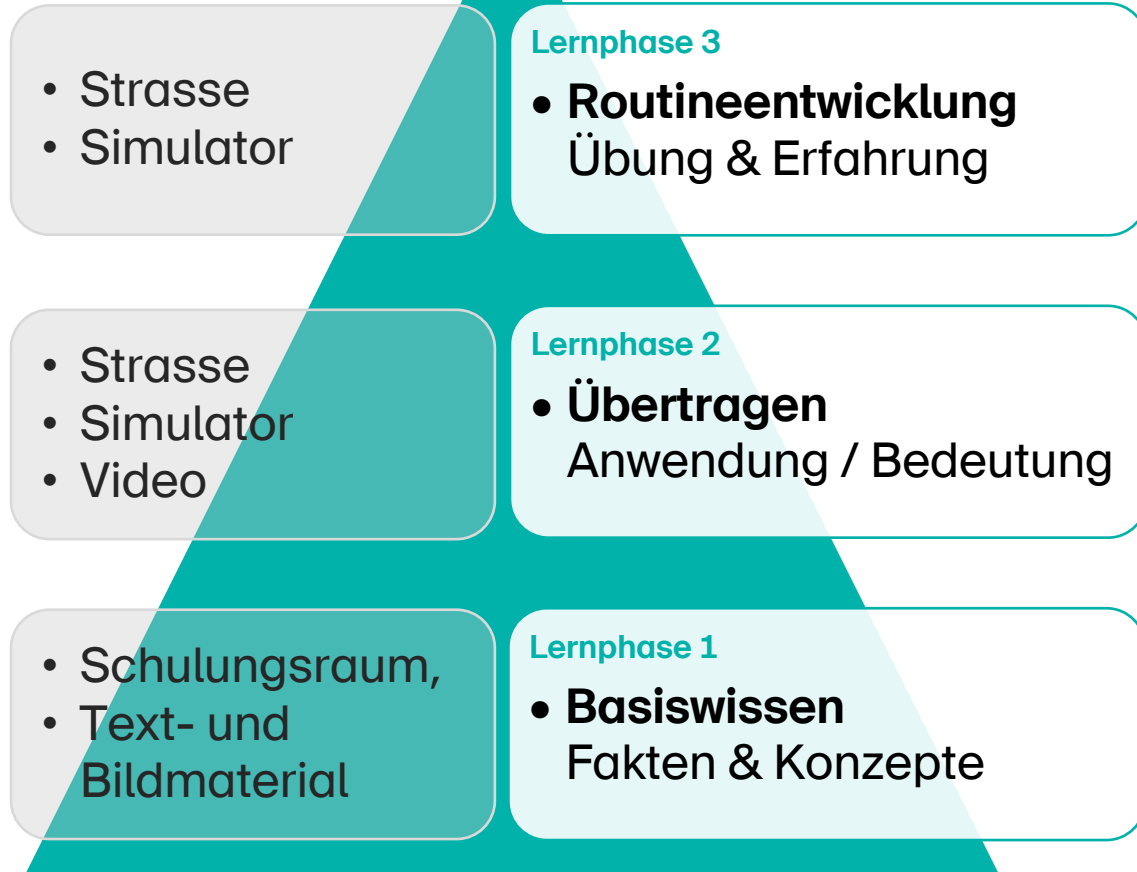 • Strasse
• Simulator
Lernphase 3
• Routineentwicklung
Übung & Erfahrung
• Strasse
• Simulator
• Video
Lernphase 2
• Übertragen
Anwendung / Bedeutung
• Schulungsraum,
• Text- und
Bildmaterial
Lernphase 1
• Basiswissen
Fakten & Konzepte